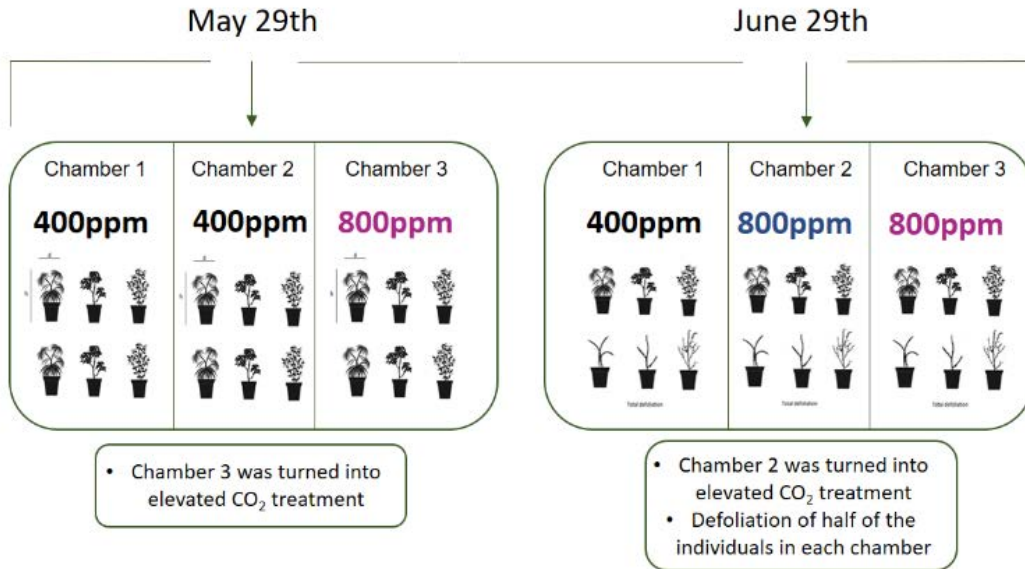 May 29th
June 29th
Chamber 1
Chamber 2
Chamber 3
400ppm
400ppm
800ppm
Chamber 1
Chamber 2
Chamber 3
400ppm
800ppm
800ppm
Total defoliation
Total defoliation
Total defoliation
• Chamber 3 was turned into
elevated CO₂ treatment
• Chamber 2 was turned into
elevated CO₂ treatment
• Defoliation of half of the
individuals in each chamber